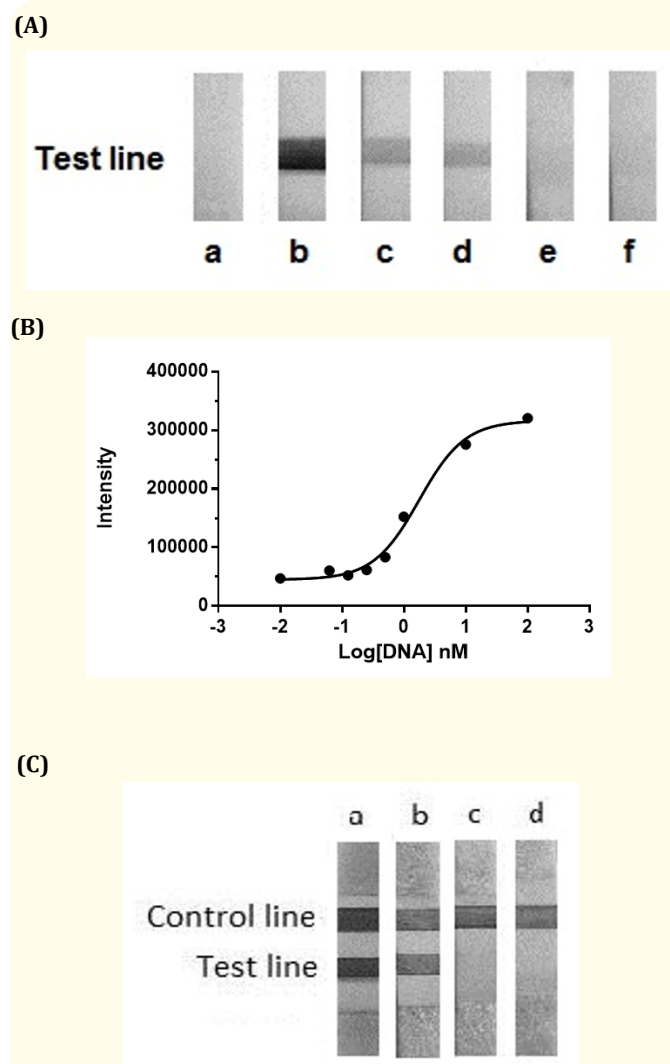 (A)
Test line
a b c d e f
(B)
400000
300000
200000
100000
0
Intensity
-3 -2 -1 0 1 2 3
Log[DNA] nM
(C)
a b c d
Control line
Test line